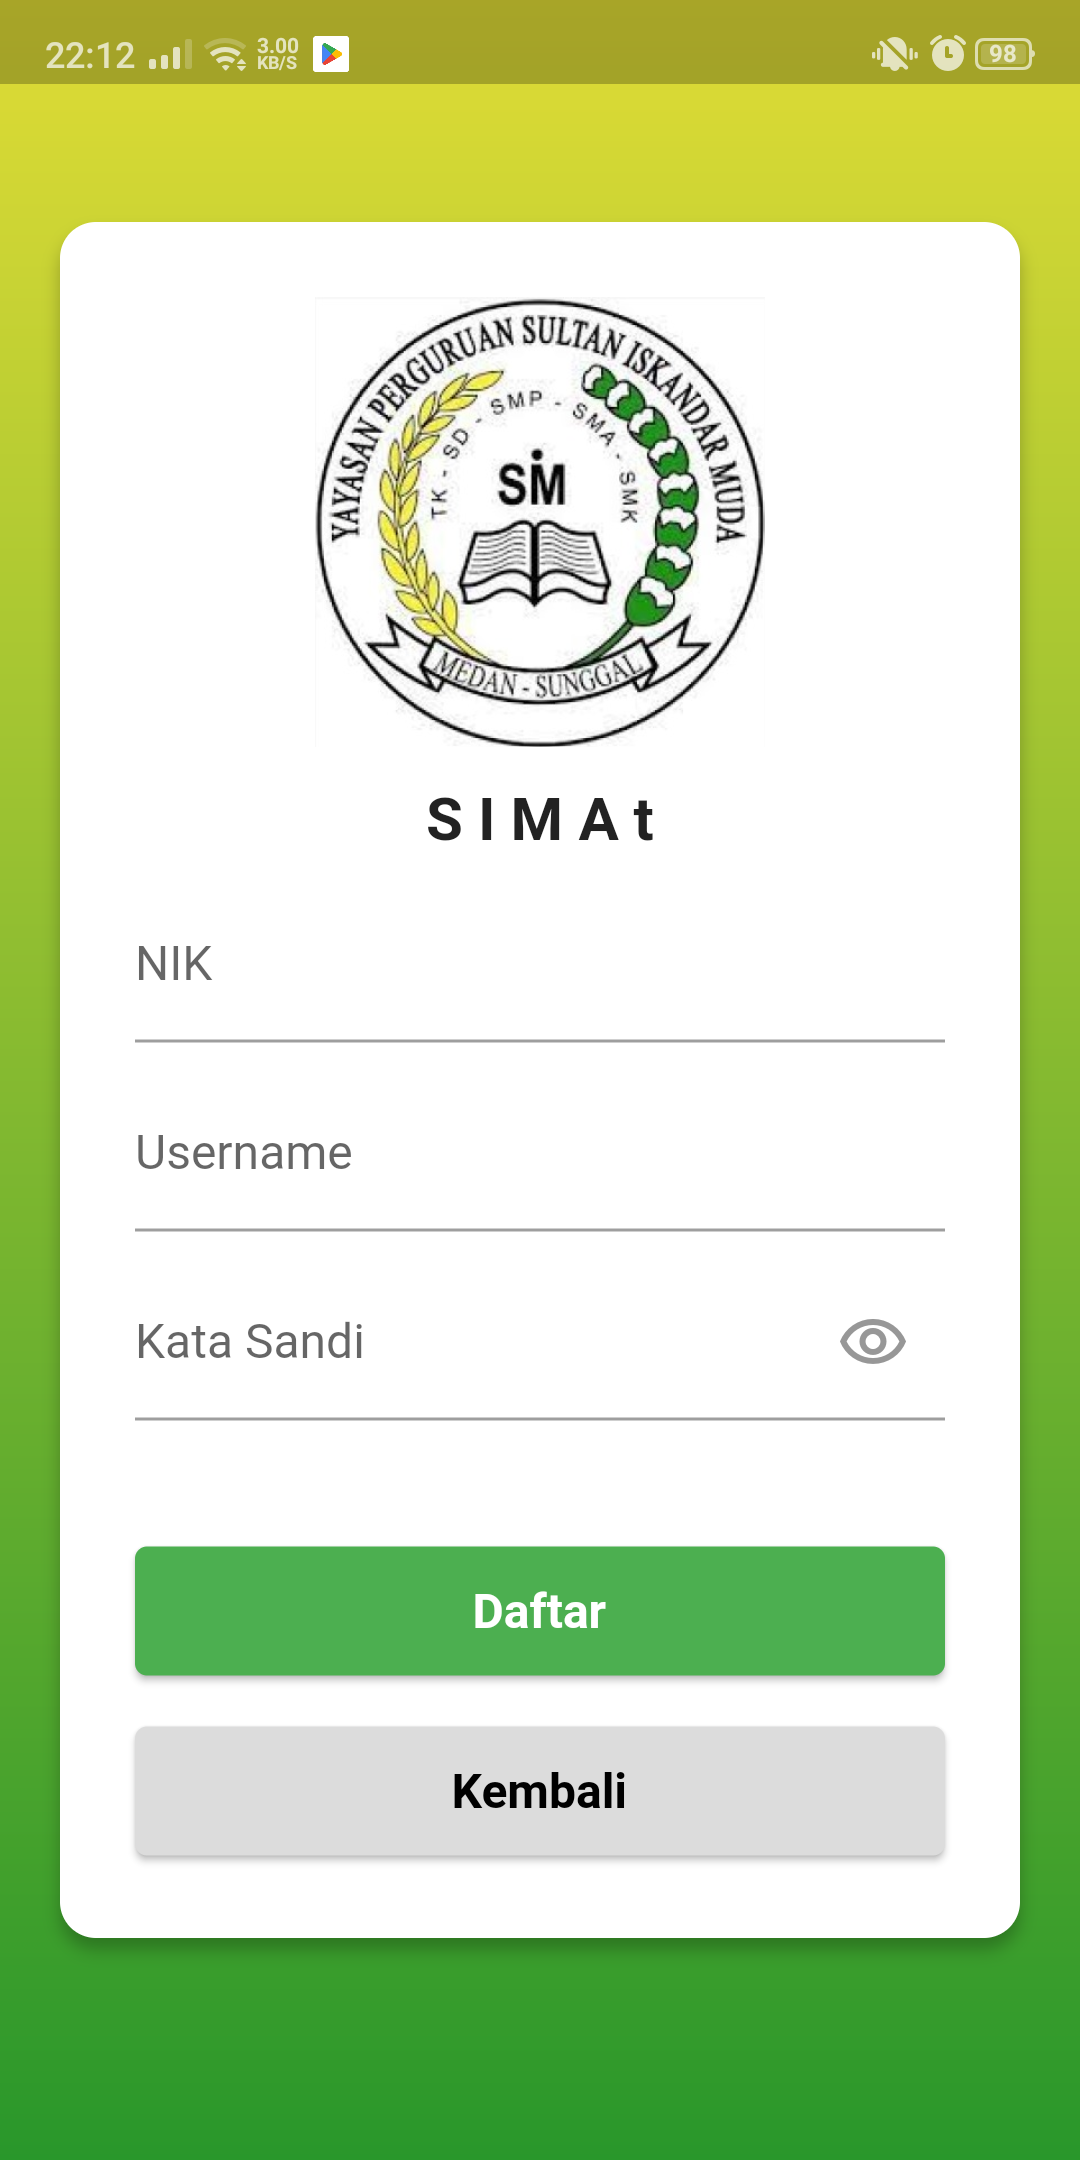 22:12
3.00
KB/S
98
YAYASAN PERGURUAN SULTAN ISKANDAR MUDA
TK - SD - SMP - SMA - SMK
SIM
MEDAN - SUNGGAL
S I M A t
NIK
Username
Kata Sandi
Daftar
Kembali